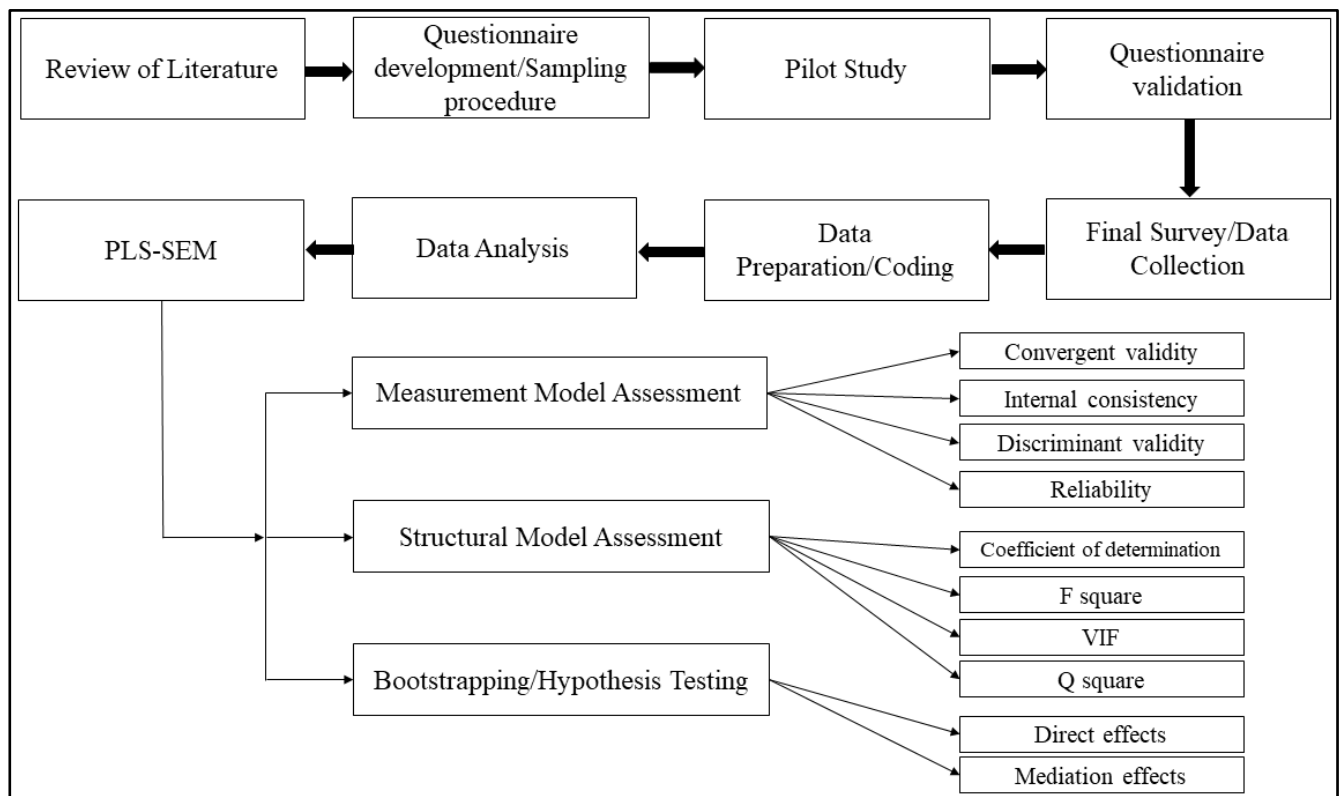 Review of Literature
Questionnaire
development/Sampling
procedure
Pilot Study
Questionnaire
validation
PLS-SEM
Data Analysis
Data
Preparation/Coding
Final Survey/Data
Collection
Measurement Model Assessment
Convergent validity
Internal consistency
Discriminant validity
Reliability
Structural Model Assessment
Coefficient of determination
F square
VIF
Q square
Bootstrapping/Hypothesis Testing
Direct effects
Mediation effects